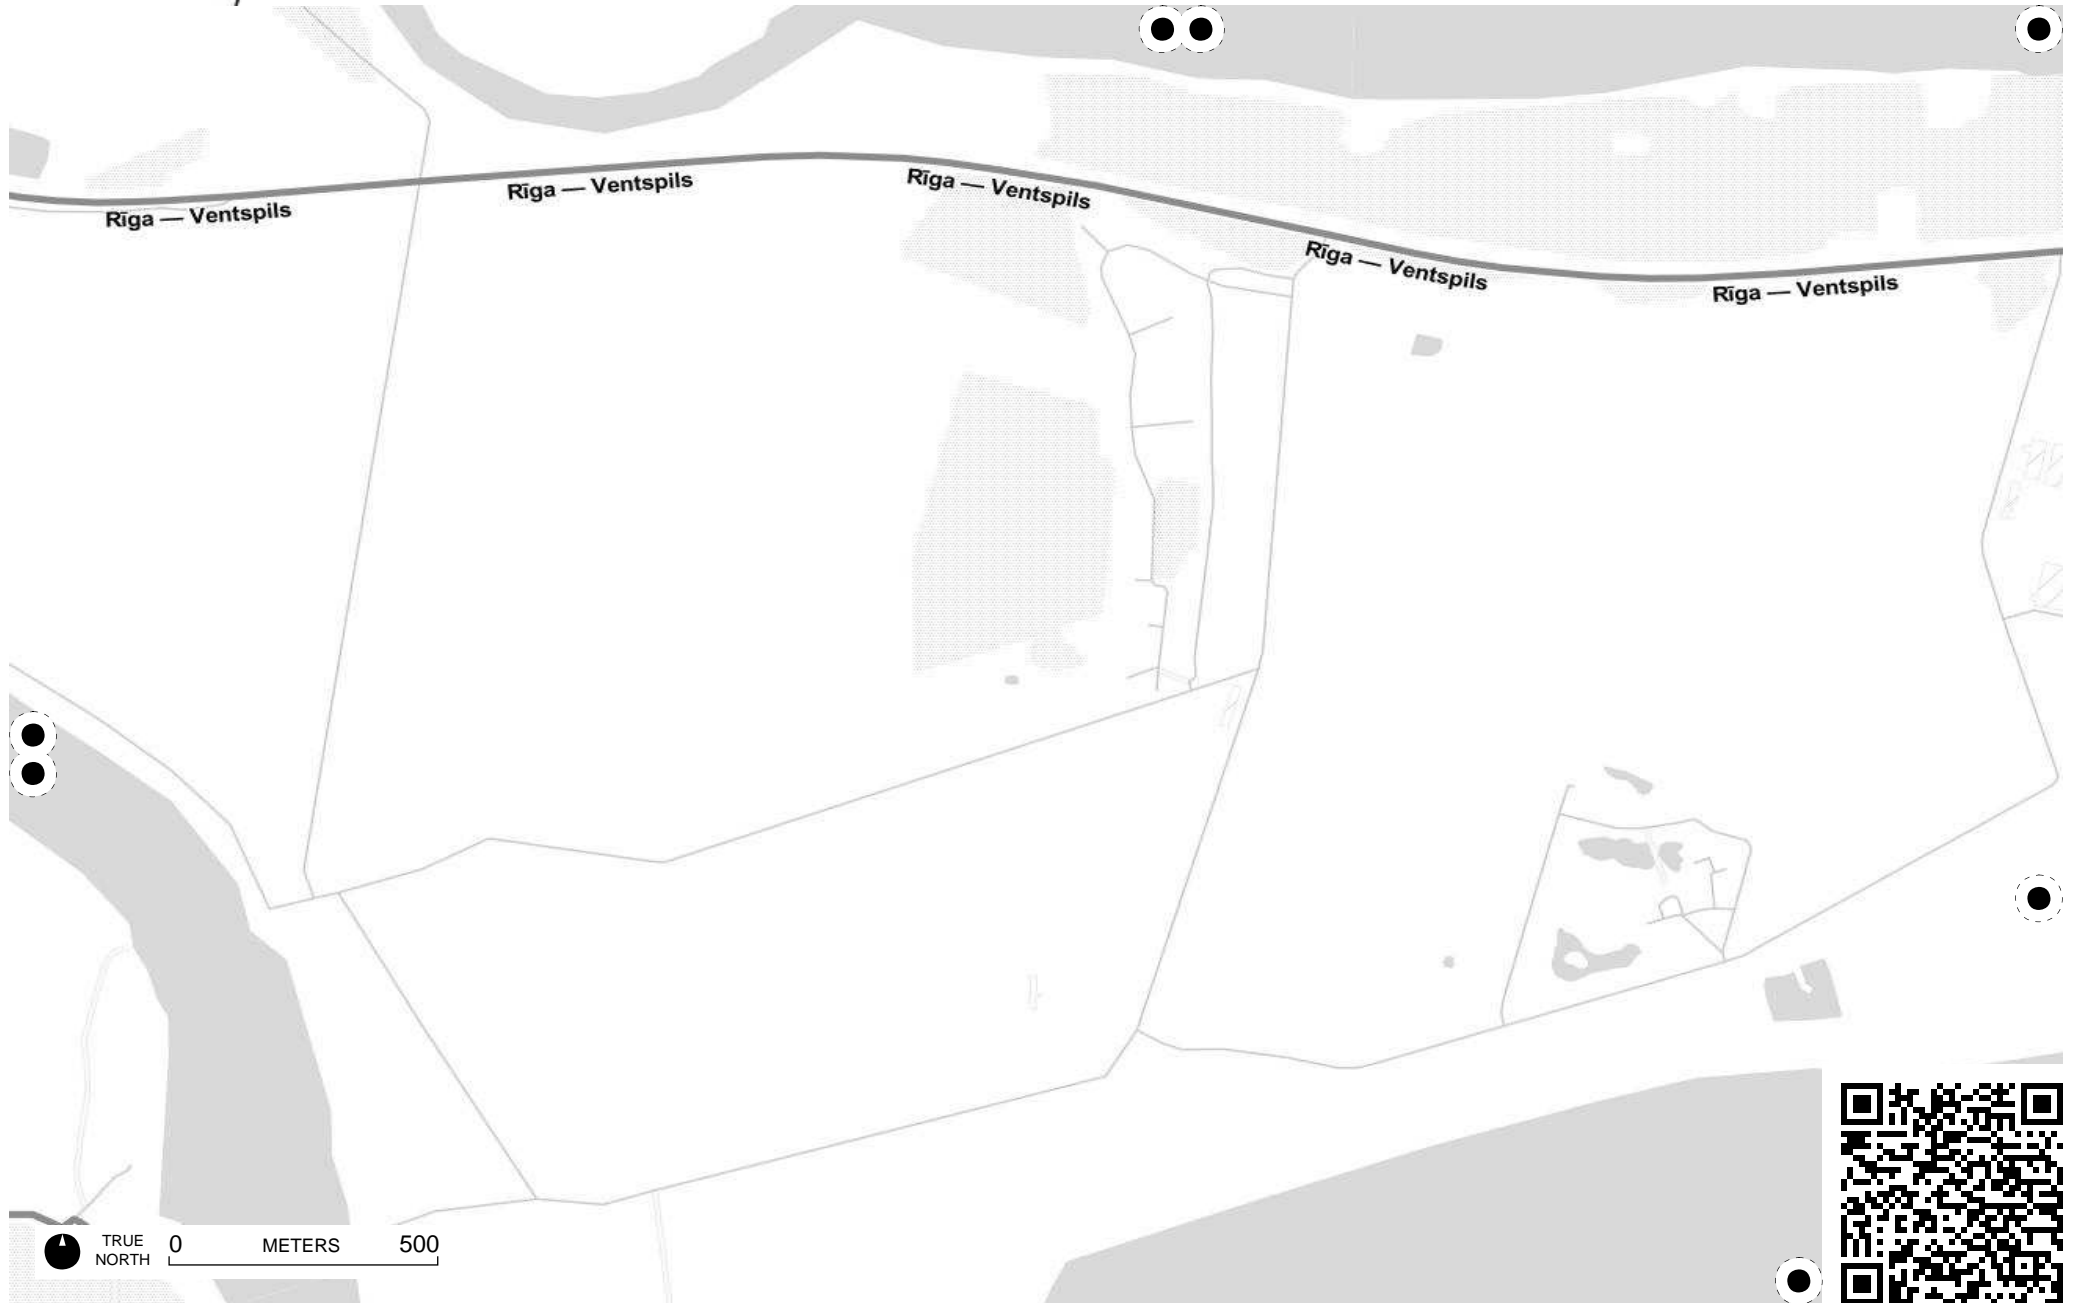 Rīga — Ventspils
Rīga — Ventspils
Rīga — Ventspils
Rīga — Ventspils
Rīga — Ventspils
TRUE
NORTH
0 METERS 500